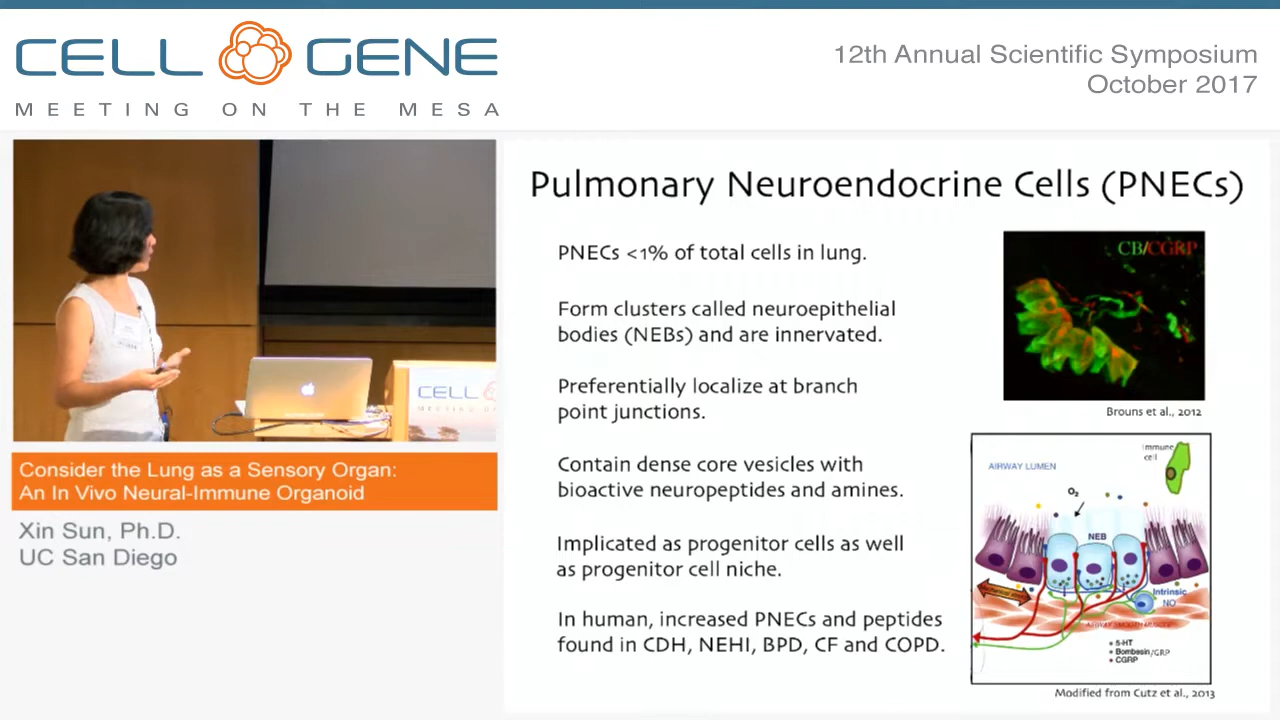 CELL GENE
MEETING ON THE MESA
12th Annual Scientific Symposium
October 2017
CELL
Consider the Lung as a Sensory Organ:
An In Vivo Neural-Immune Organoid
Xin Sun, Ph.D.
UC San Diego
Pulmonary Neuroendocrine Cells (PNECs)
PNECs <1% of total cells in lung.
Form clusters called neuroepithelial
bodies (NEBs) and are innervated.
Preferentially localize at branch
point junctions.
Contain dense core vesicles with
bioactive neuropeptides and amines.
Implicated as progenitor cells as well
as progenitor cell niche.
In human, increased PNECs and peptides
found in CDH, NEHI, BPD, CF and COPD.
CB/CGRP
Brouns et al., 2012
Immune
cell
AIRWAY LUMEN
O₂
NEB
Intrinsic
NO
• 5-HT
• Bombesin/GRP
• CGRP
Modified from Cutz et al., 2013